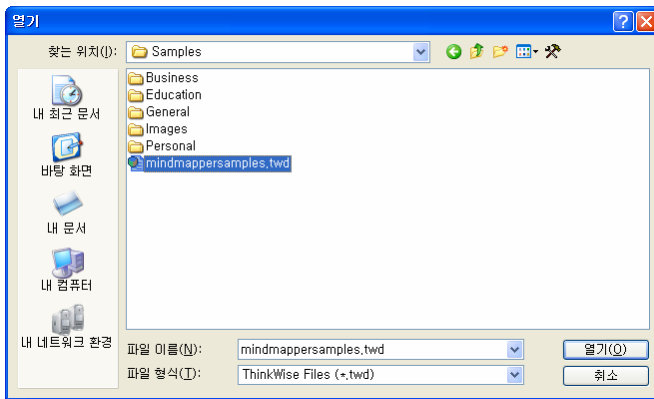 열기
찾는 위치(I):
Samples
내 최근 문서
바탕 화면
내 문서
내 컴퓨터
내 네트워크 환경
Business
Education
General
Images
Personal
mindmappersamples.twd
파일 이름(N):
mindmappersamples.twd
열기(O)
파일 형식(T):
ThinkWise Files (*.twd)
취소